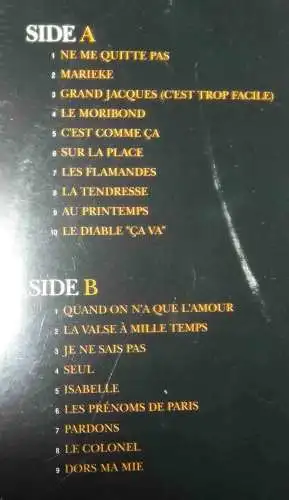 SIDE A
1 NE ME QUITTE PAS
2 MARIEKE
3 GRAND JACQUES (C'EST TROP FACILE)
4 LE MORIBOND
5 C'EST COMME ÇA
6 SUR LA PLACE
7 LES FLAMANDES
8 LA TENDRESSE
9 AU PRINTEMPS
10 LE DIABLE "ÇA VA"
SIDE B
1 QUAND ON N'A QUE L'AMOUR
2 LA VALSE À MILLE TEMPS
3 JE NE SAIS PAS
4 SEUL
5 ISABELLE
6 LES PRÉNOMS DE PARIS
7 PARDONS
8 LE COLONEL
9 DORS MA MIE